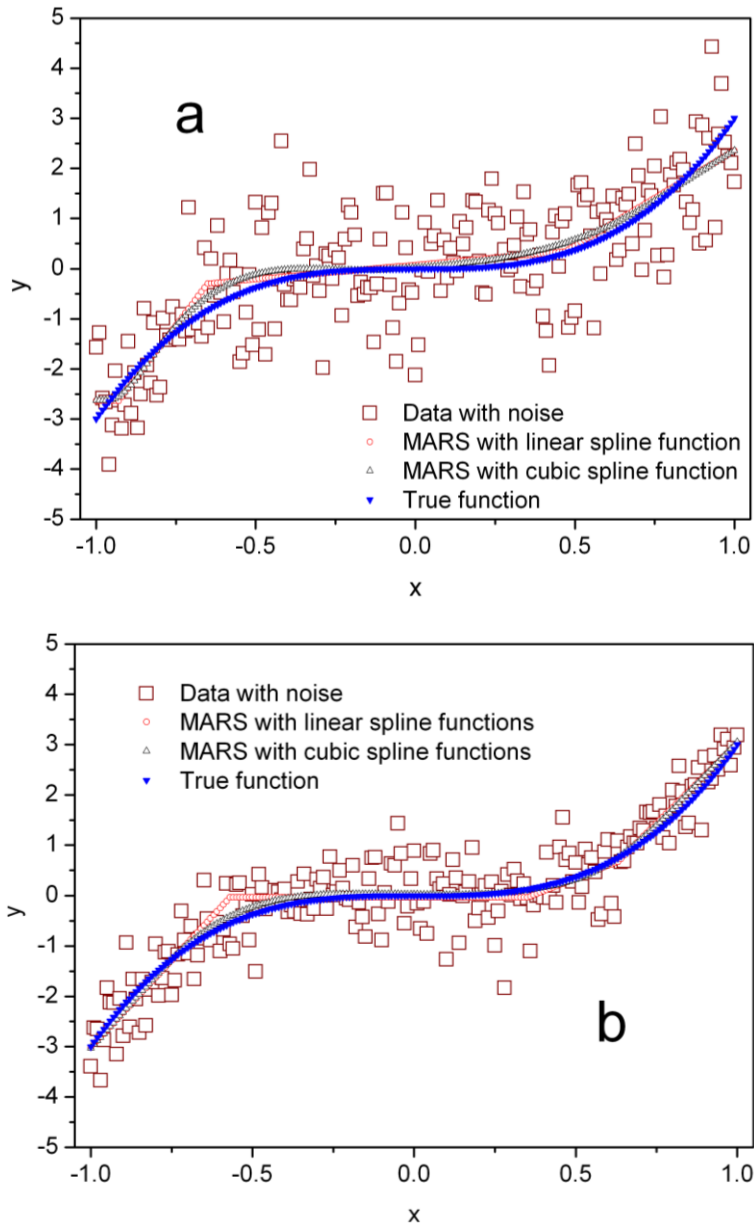 5
4
3
2
1
0
-1
-2
-3
-4
-5
y
a
Data with noise
MARS with linear spline function
MARS with cubic spline function
True function
-1.0 -0.5 0.0 0.5 1.0
x
5
4
3
2
1
0
-1
-2
-3
-4
-5
y
Data with noise
MARS with linear spline functions
MARS with cubic spline functions
True function
b
-1.0 -0.5 0.0 0.5 1.0
x